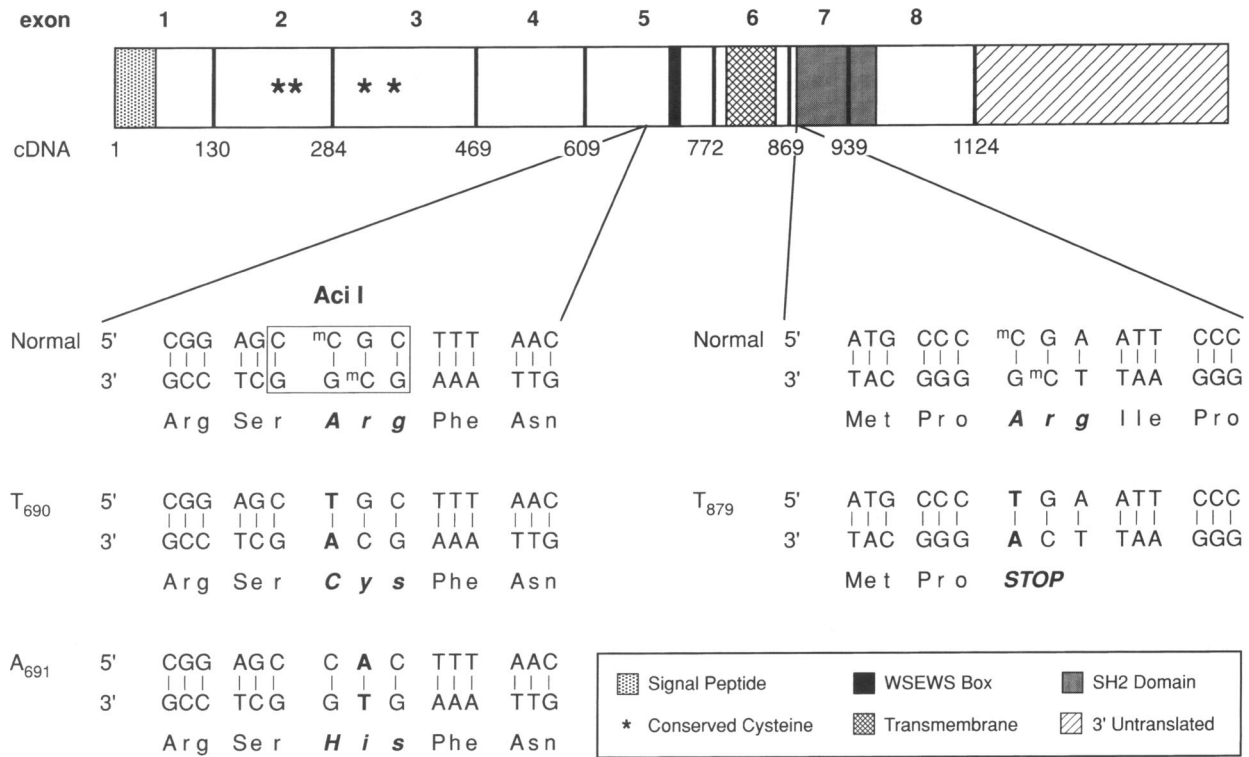 exon 1 2 3 4 5 6 7 8
** * *
cDNA 1 130 284 469 609 772 869 939 1124
Aci I
Normal 5' CGG AGC mC G C TTT AAC
3' GCC TCG G mC G AAA TTG
Arg Ser Arg Phe Asn
Normal 5' ATG CCC mC G A ATT CCC
3' TAC GGG G mC T TAA GGG
Met Pro Arg Ile Pro
T690 5' CGG AGC T G C TTT AAC
3' GCC TCG A C G AAA TTG
Arg Ser Cys Phe Asn
T879 5' ATG CCC T G A ATT CCC
3' TAC GGG A C T TAA GGG
Met Pro STOP
A691 5' CGG AGC C A C TTT AAC
3' GCC TCG G T G AAA TTG
Arg Ser His Phe Asn
Signal Peptide WSEWS Box SH2 Domain
* Conserved Cysteine Transmembrane 3' Untranslated